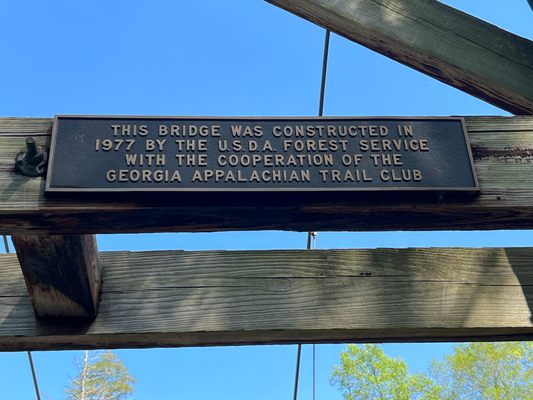 THIS BRIDGE WAS CONSTRUCTED IN
1977 BY THE U.S.D.A. FOREST SERVICE
WITH THE COOPERATION OF THE
GEORGIA APPALACHIAN TRAIL CLUB